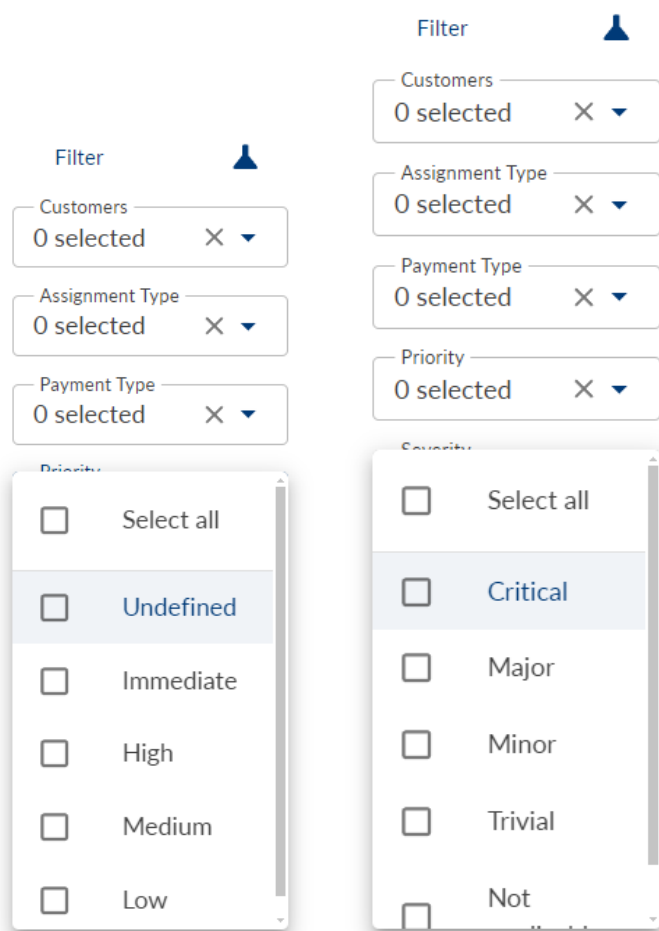 Filter
Customers
0 selected
Assignment Type
0 selected
Payment Type
0 selected
Priority
Select all
Undefined
Immediate
High
Medium
Low
Filter
Customers
0 selected
Assignment Type
0 selected
Payment Type
0 selected
Priority
0 selected
Severity
Select all
Critical
Major
Minor
Trivial
Not